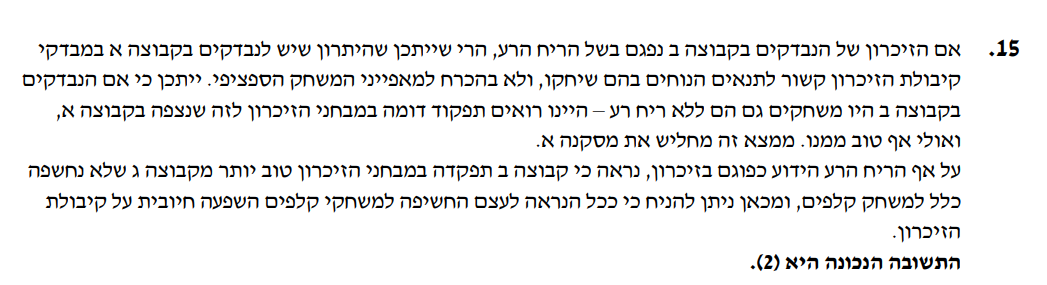 15. אם הזיכרון של הנבדקים בקבוצה ב נפגם בשל הריח הרע, הרי שייתכן שהיתרון שיש לנבדקים בקבוצה א במבדקי
קיבולת הזיכרון קשור לתנאים הנוחים בהם שיחקו, ולא בהכרח למאפייני המשחק הספציפי. ייתכן כי אם הנבדקים
בקבוצה ב היו משחקים גם הם ללא ריח רע – היינו רואים תפקוד דומה במבחני הזיכרון לזה שנצפה בקבוצה א,
ואולי אף טוב ממנו. ממצא זה מחליש את מסקנה א.
על אף הריח הרע הידוע כפוגם בזיכרון, נראה כי קבוצה ב תפקדה במבחני הזיכרון טוב יותר מקבוצה ג שלא נחשפה
כלל למשחק קלפים, ומכאן ניתן להניח כי ככל הנראה לעצם החשיפה למשחקי קלפים השפעה חיובית על קיבולת
הזיכרון.
התשובה הנכונה היא (2).